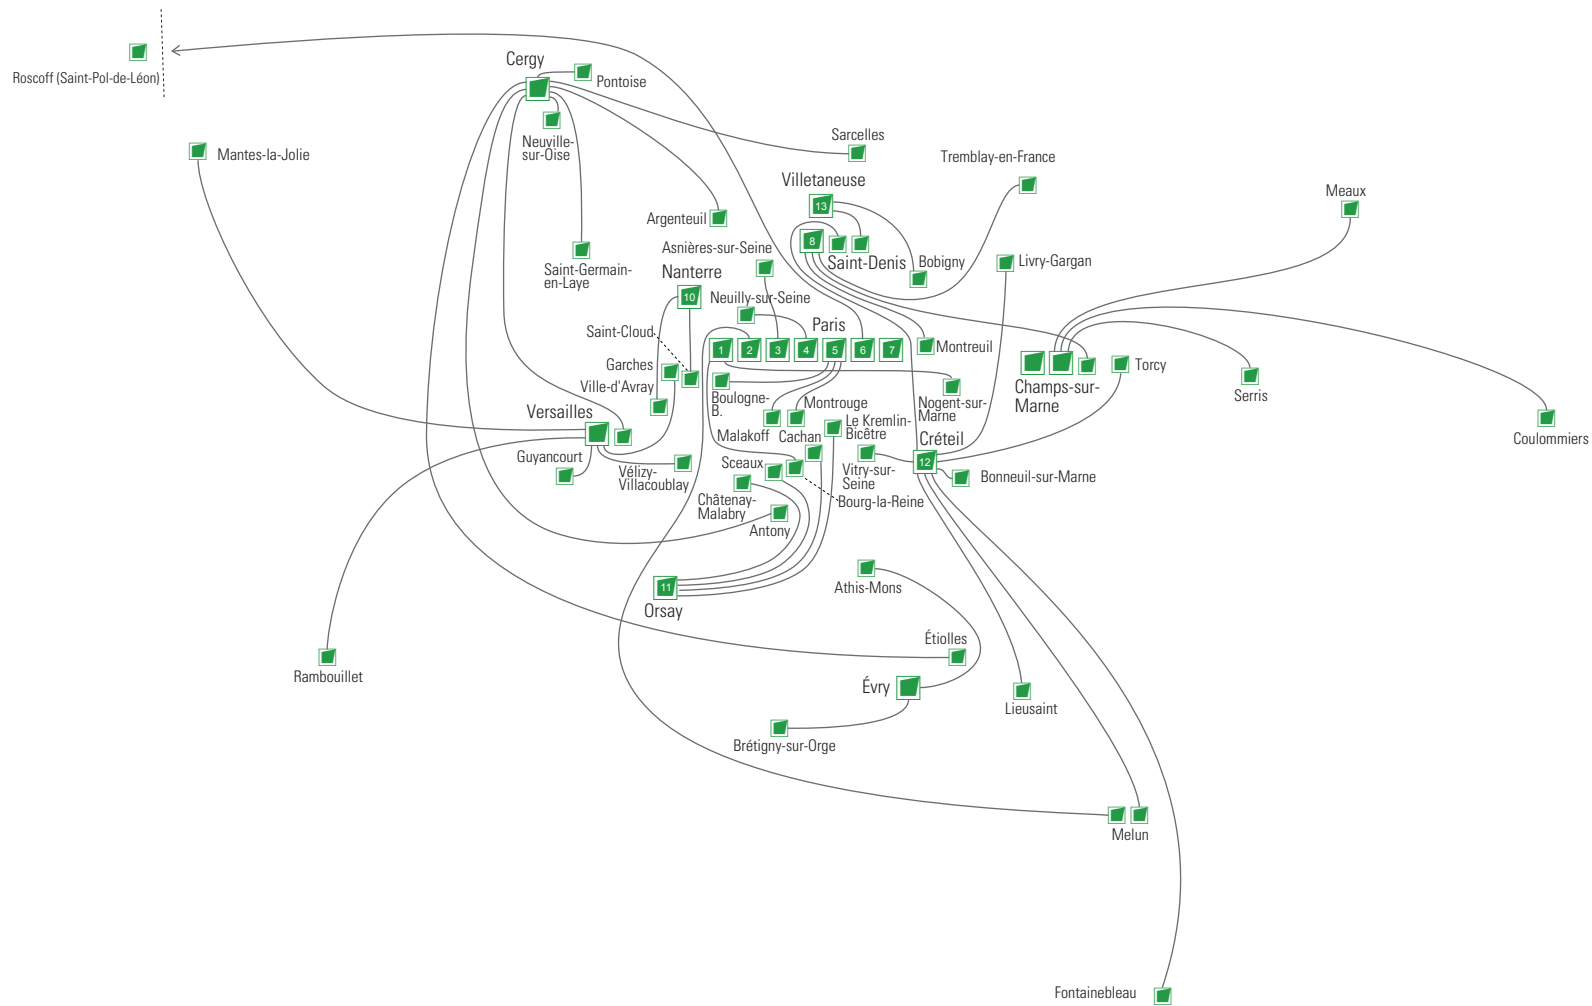 Roscoff (Saint-Pol-de-Léon)
Cergy
Pontoise
Neuville-
sur-Oise
Mantes-la-Jolie
Sarcelles
Tremblay-en-France
Villetaneuse
13
Meaux
Argenteuil
8
Saint-Denis
Asnières-sur-Seine
Bobigny
Livry-Gargan
Saint-Germain-
en-Laye
Nanterre
10
Neuilly-sur-Seine
Paris
Saint-Cloud
1
2
3
4
5
6
7
Montreuil
Garches
Ville-d'Avray
Champs-sur-
Marne
Torcy
Serris
Boulogne-
B.
Montrouge
Nogent-sur-
Marne
Versailles
Malakoff
Cachan
Le Kremlin-
Bicêtre
Créteil
12
Coulommiers
Guyancourt
Vélizy-
Villacoublay
Sceaux
Vitry-sur-
Seine
Bonneuil-sur-Marne
Châtenay-
Malabry
Bourg-la-Reine
Antony
11
Orsay
Athis-Mons
Étiolles
Rambouillet
Évry
Lieusaint
Brétigny-sur-Orge
Melun
Fontainebleau